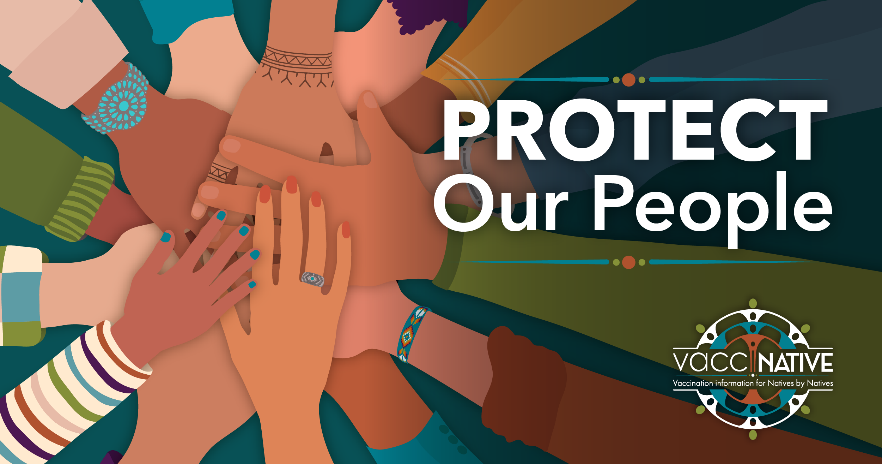 PROTECT
Our People
VACCINATIVE
Vaccination information for Natives by Natives